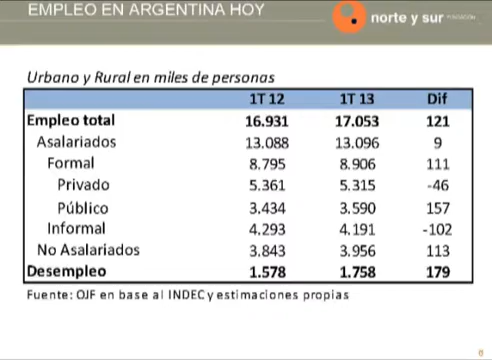 EMPLEO EN ARGENTINA HOY
norte y sur FUNDACIÓN
Urbano y Rural en miles de personas
1T 12 1T 13 Dif
Empleo total 16.931 17.053 121
Asalariados 13.088 13.096 9
Formal 8.795 8.906 111
Privado 5.361 5.315 -46
Público 3.434 3.590 157
Informal 4.293 4.191 -102
No Asalariados 3.843 3.956 113
Desempleo 1.578 1.758 179
Fuente: OJF en base al INDEC y estimaciones propias